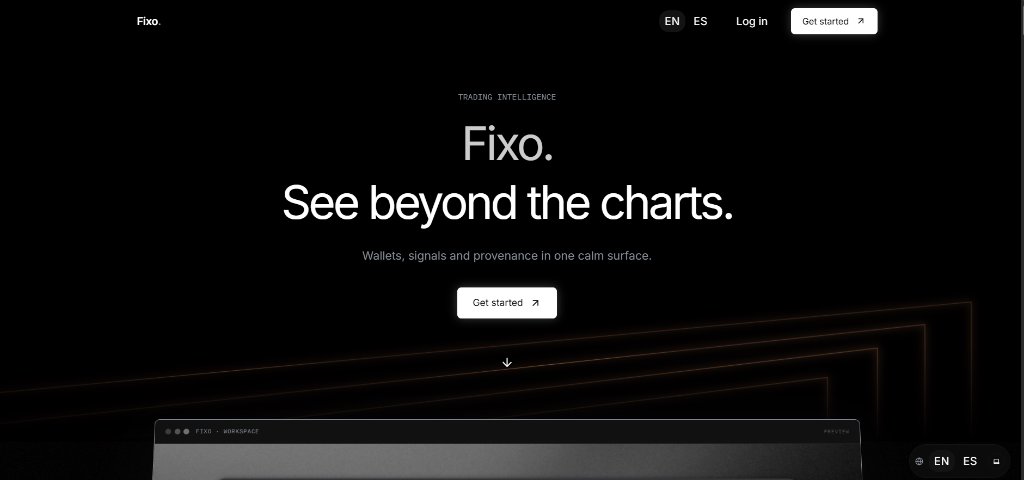 Fixo.
EN ES Log in Get started
TRADING INTELLIGENCE
Fixo.
See beyond the charts.
Wallets, signals and provenance in one calm surface.
Get started
FIXO · WORKSPACE
PREVIEW
EN ES